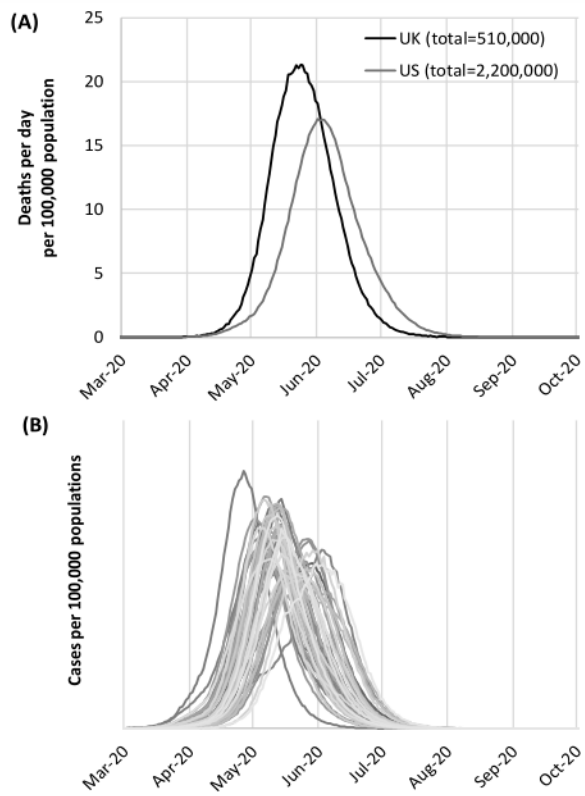 (A)
25
20
15
10
5
0
Deaths per day
per 100,000 population
UK (total=510,000)
US (total=2,200,000)
Mar-20
Apr-20
May-20
Jun-20
Jul-20
Aug-20
Sep-20
Oct-20
(B)
Cases per 100,000 populations
Mar-20
Apr-20
May-20
Jun-20
Jul-20
Aug-20
Sep-20
Oct-20